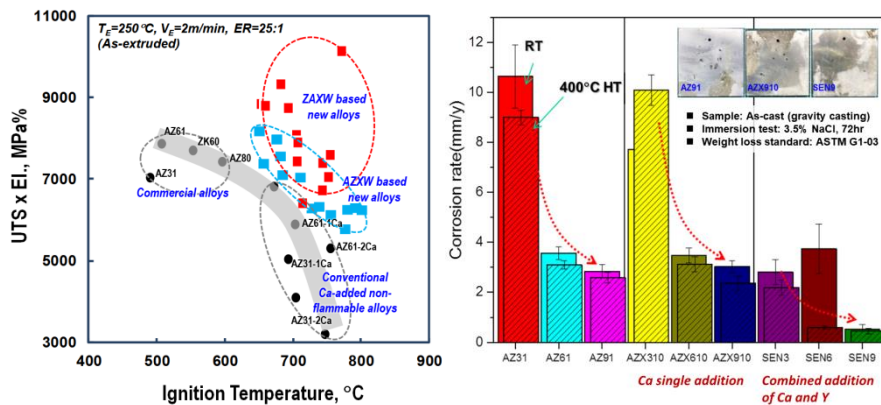 T_E=250°C, V_E=2m/min, ER=25:1
(As-extruded)
11000
9000
7000
5000
3000
UTS x El., MPa%
400
500
600
700
800
900
Ignition Temperature, °C
ZAXW based
new alloys
AZ61
ZK60
AZ80
AZ31
Commercial alloys
AZXW based
new alloys
AZ61-1Ca
AZ61-2Ca
AZ31-1Ca
Conventional
Ca-added non-
flammable alloys
AZ31-2Ca
Corrosion rate(mm/y)
12
10
8
6
4
2
0
RT
400°C HT
AZ91
AZX910
SEN9
Sample: As-cast (gravity casting)
Immersion test: 3.5% NaCl, 72hr
Weight loss standard: ASTM G1-03
AZ31
AZ61
AZ91
AZX310
AZX610
AZX910
SEN3
SEN6
SEN9
Ca single addition
Combined addition
of Ca and Y